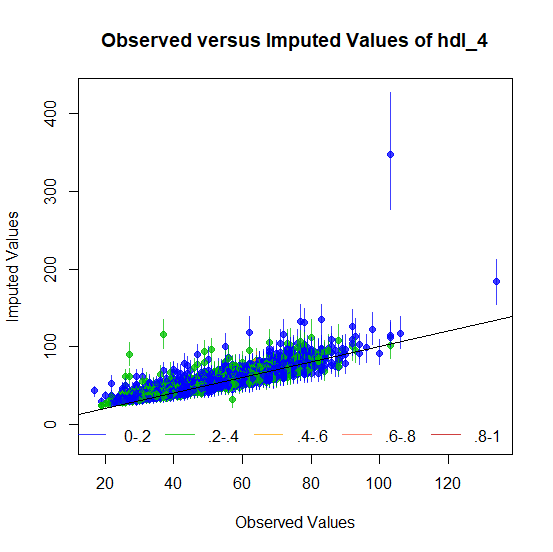 Observed versus Imputed Values of hdl_4
Imputed Values
400
300
200
100
0
0-.2 .2-.4 .4-.6 .6-.8 .8-1
20 40 60 80 100 120
Observed Values